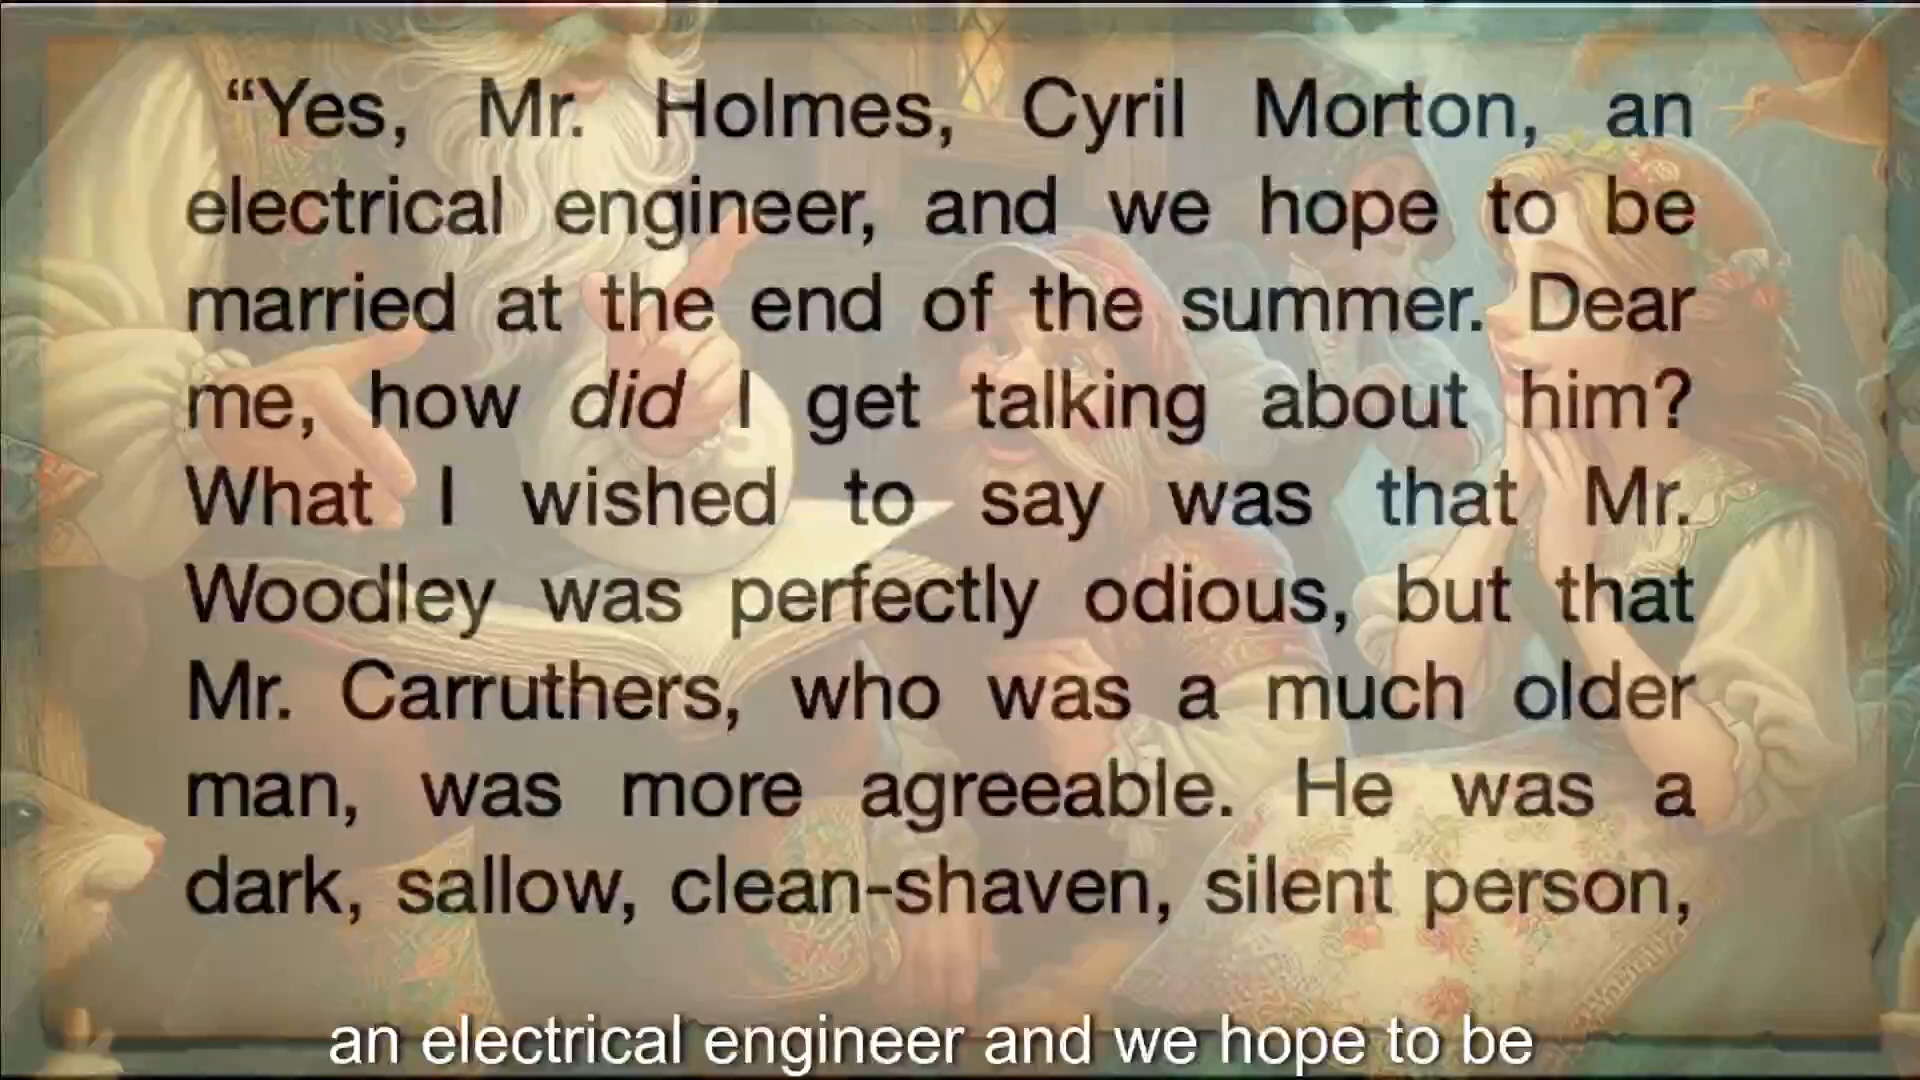 “Yes, Mr. Holmes, Cyril Morton, an
electrical engineer, and we hope to be
married at the end of the summer. Dear
me, how did I get talking about him?
What I wished to say was that Mr.
Woodley was perfectly odious, but that
Mr. Carruthers, who was a much older
man, was more agreeable. He was a
dark, sallow, clean-shaven, silent person,
an electrical engineer and we hope to be